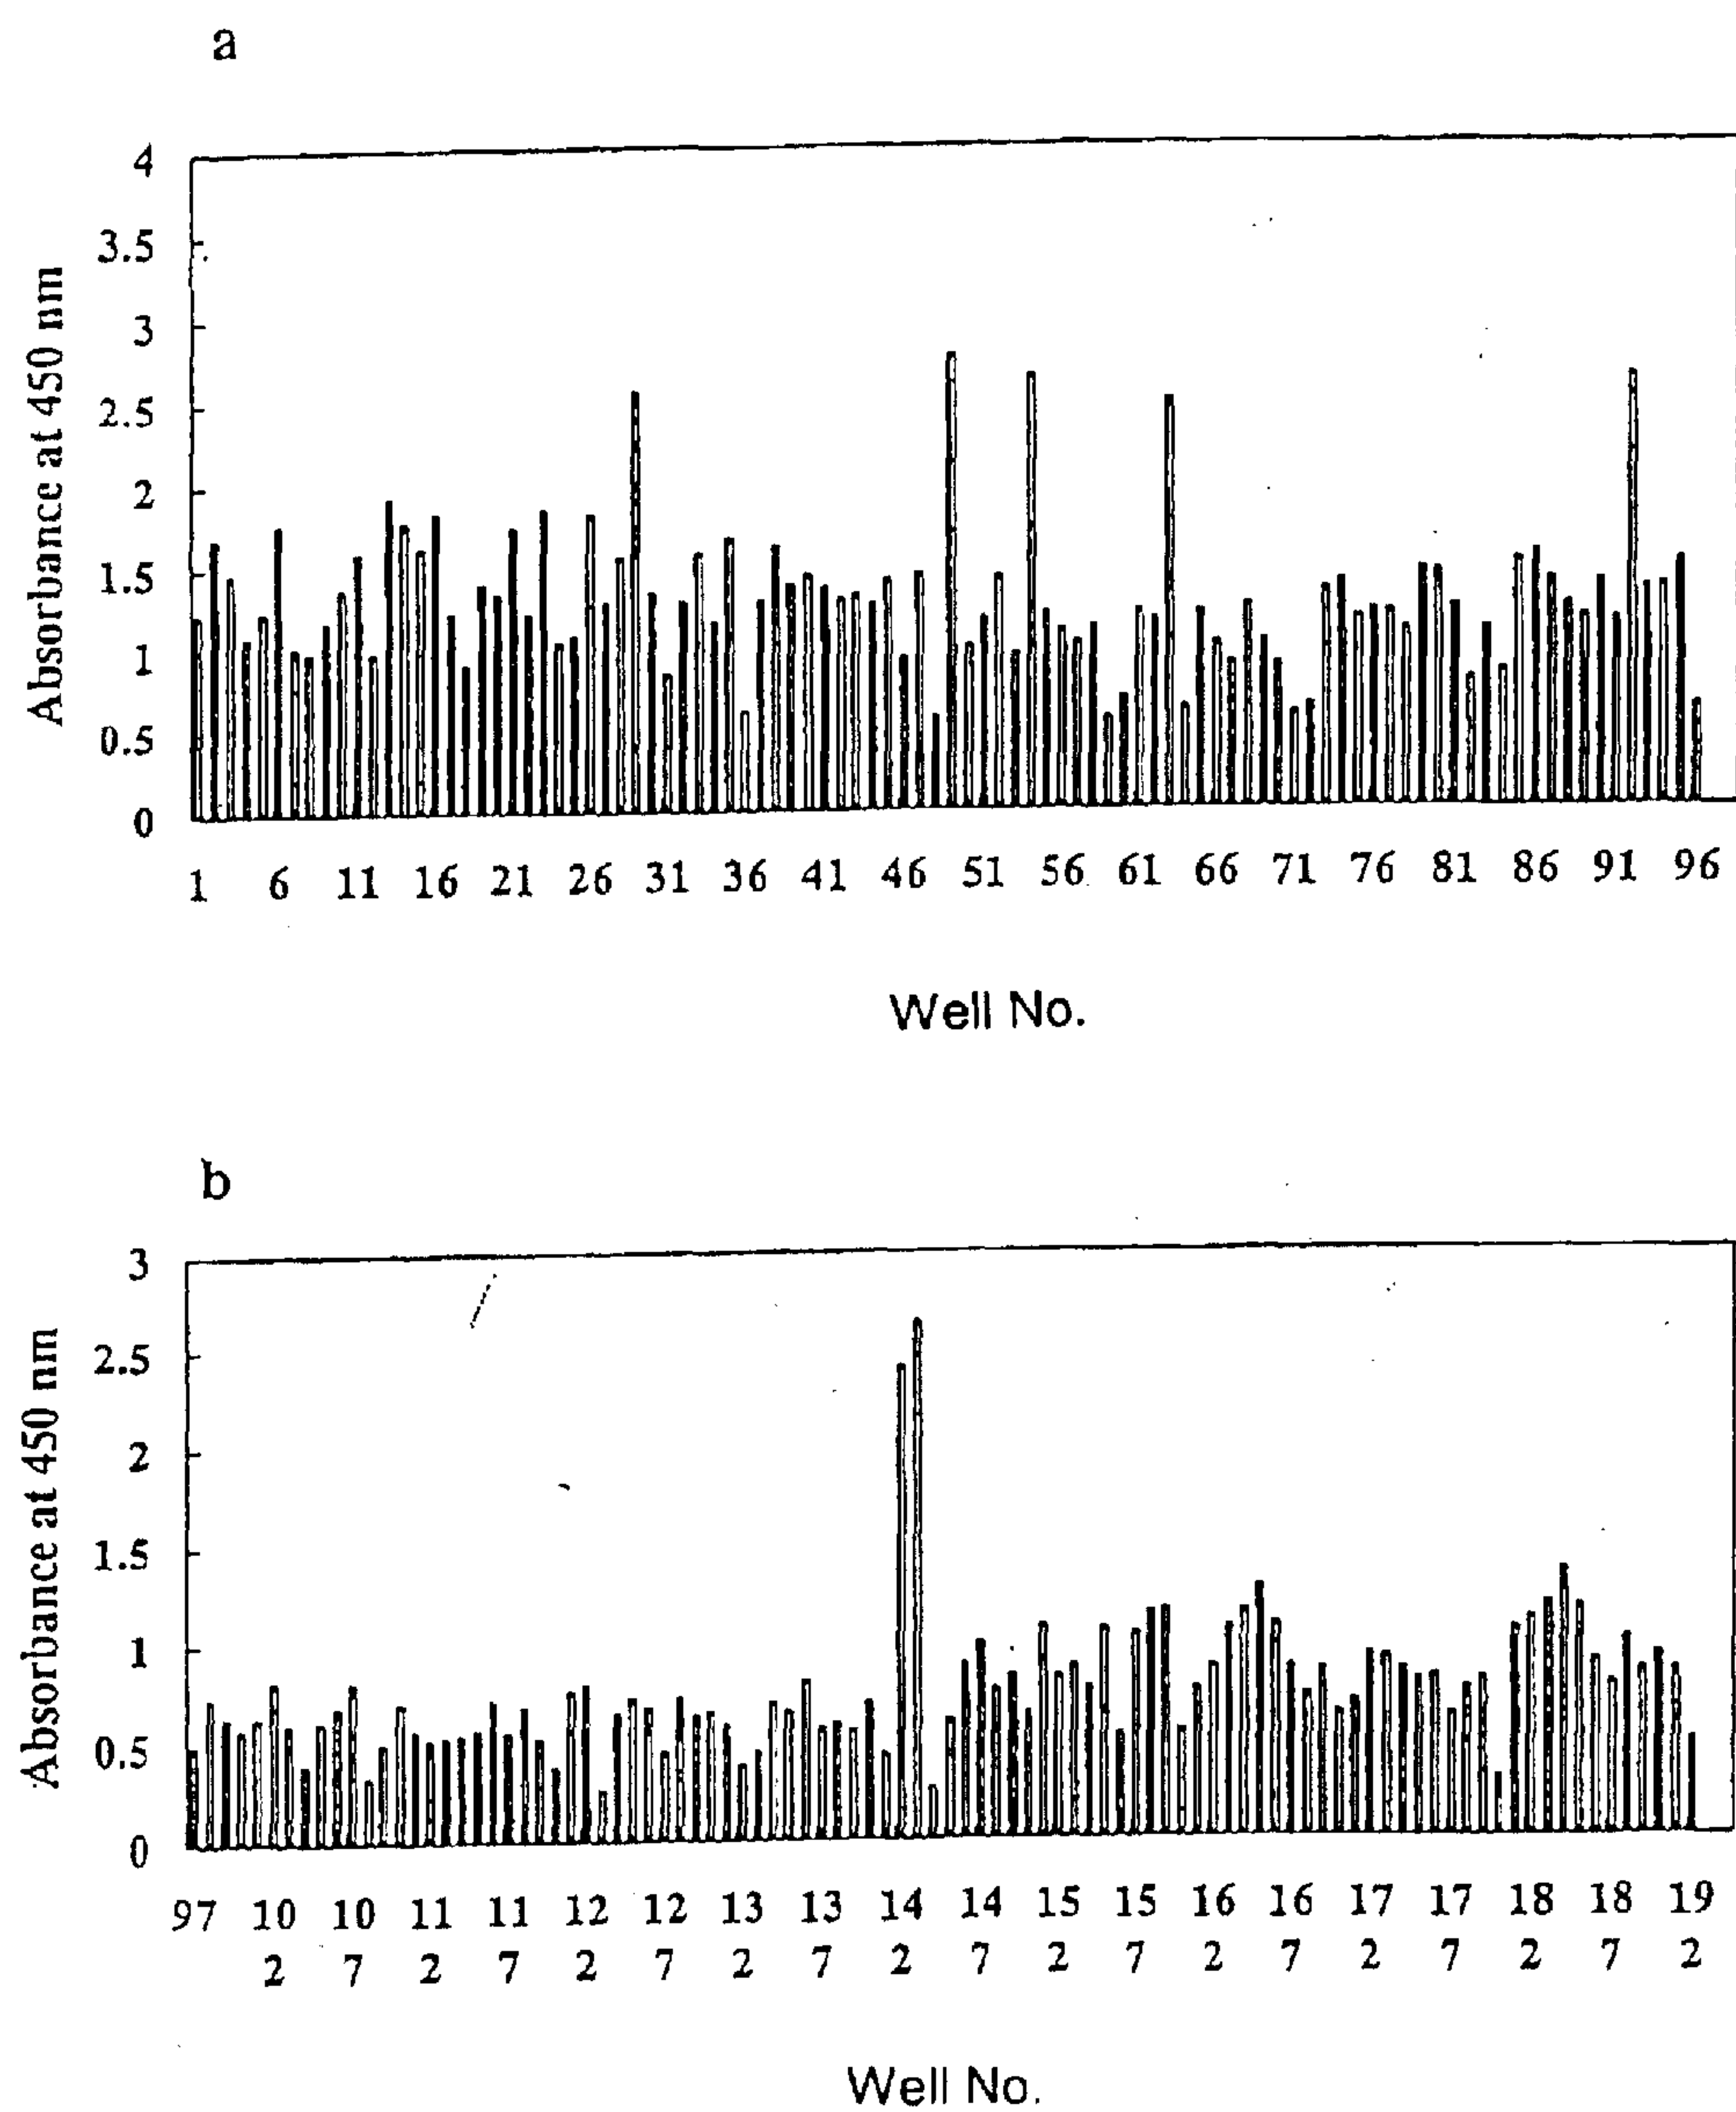 a
Absorbance at 450 nm
4
3.5
3
2.5
2
1.5
1
0.5
0
1 6 11 16 21 26 31 36 41 46 51 56 61 66 71 76 81 86 91 96
Well No.
b
Absorbance at 450 nm
3
2.5
2
1.5
1
0.5
0
97 10 10 11 11 12 12 13 13 14 14 15 15 16 16 17 17 18 18 19
2 7 2 7 2 7 2 7 2 7 2 7 2 7 2 7 2 7 2
Well No.